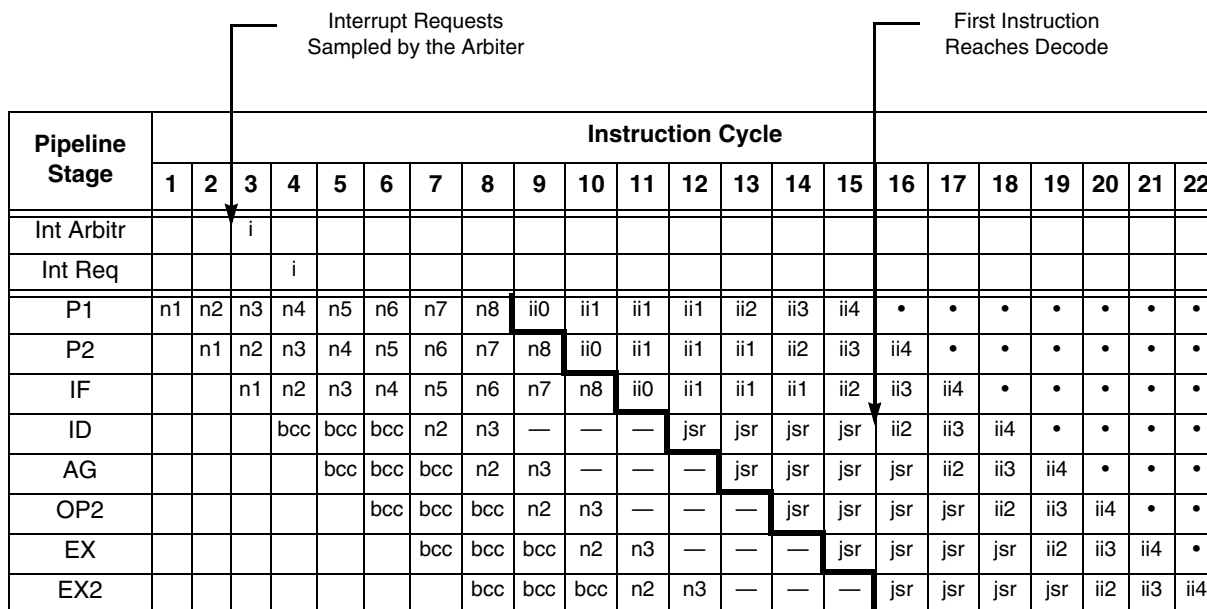 Interrupt Requests
Sampled by the Arbiter
First Instruction
Reaches Decode
Pipeline Stage Instruction Cycle
1 2 3 4 5 6 7 8 9 10 11 12 13 14 15 16 17 18 19 20 21 22
Int Arbitr i
Int Req i
P1 n1 n2 n3 n4 n5 n6 n7 n8 ii0 ii1 ii1 ii1 ii2 ii3 ii4 • • • • • • •
P2 n1 n2 n3 n4 n5 n6 n7 n8 ii0 ii1 ii1 ii1 ii2 ii3 ii4 • • • • • •
IF n1 n2 n3 n4 n5 n6 n7 n8 ii0 ii1 ii1 ii1 ii2 ii3 ii4 • • • • •
ID bcc bcc bcc n2 n3 — — — jsr jsr jsr jsr ii2 ii3 ii4 • • • •
AG bcc bcc bcc n2 n3 — — — jsr jsr jsr jsr ii2 ii3 ii4 • • •
OP2 bcc bcc bcc n2 n3 — — — jsr jsr jsr jsr ii2 ii3 ii4 • •
EX bcc bcc bcc n2 n3 — — — jsr jsr jsr jsr ii2 ii3 ii4 •
EX2 bcc bcc bcc n2 n3 — — — jsr jsr jsr jsr ii2 ii3 ii4